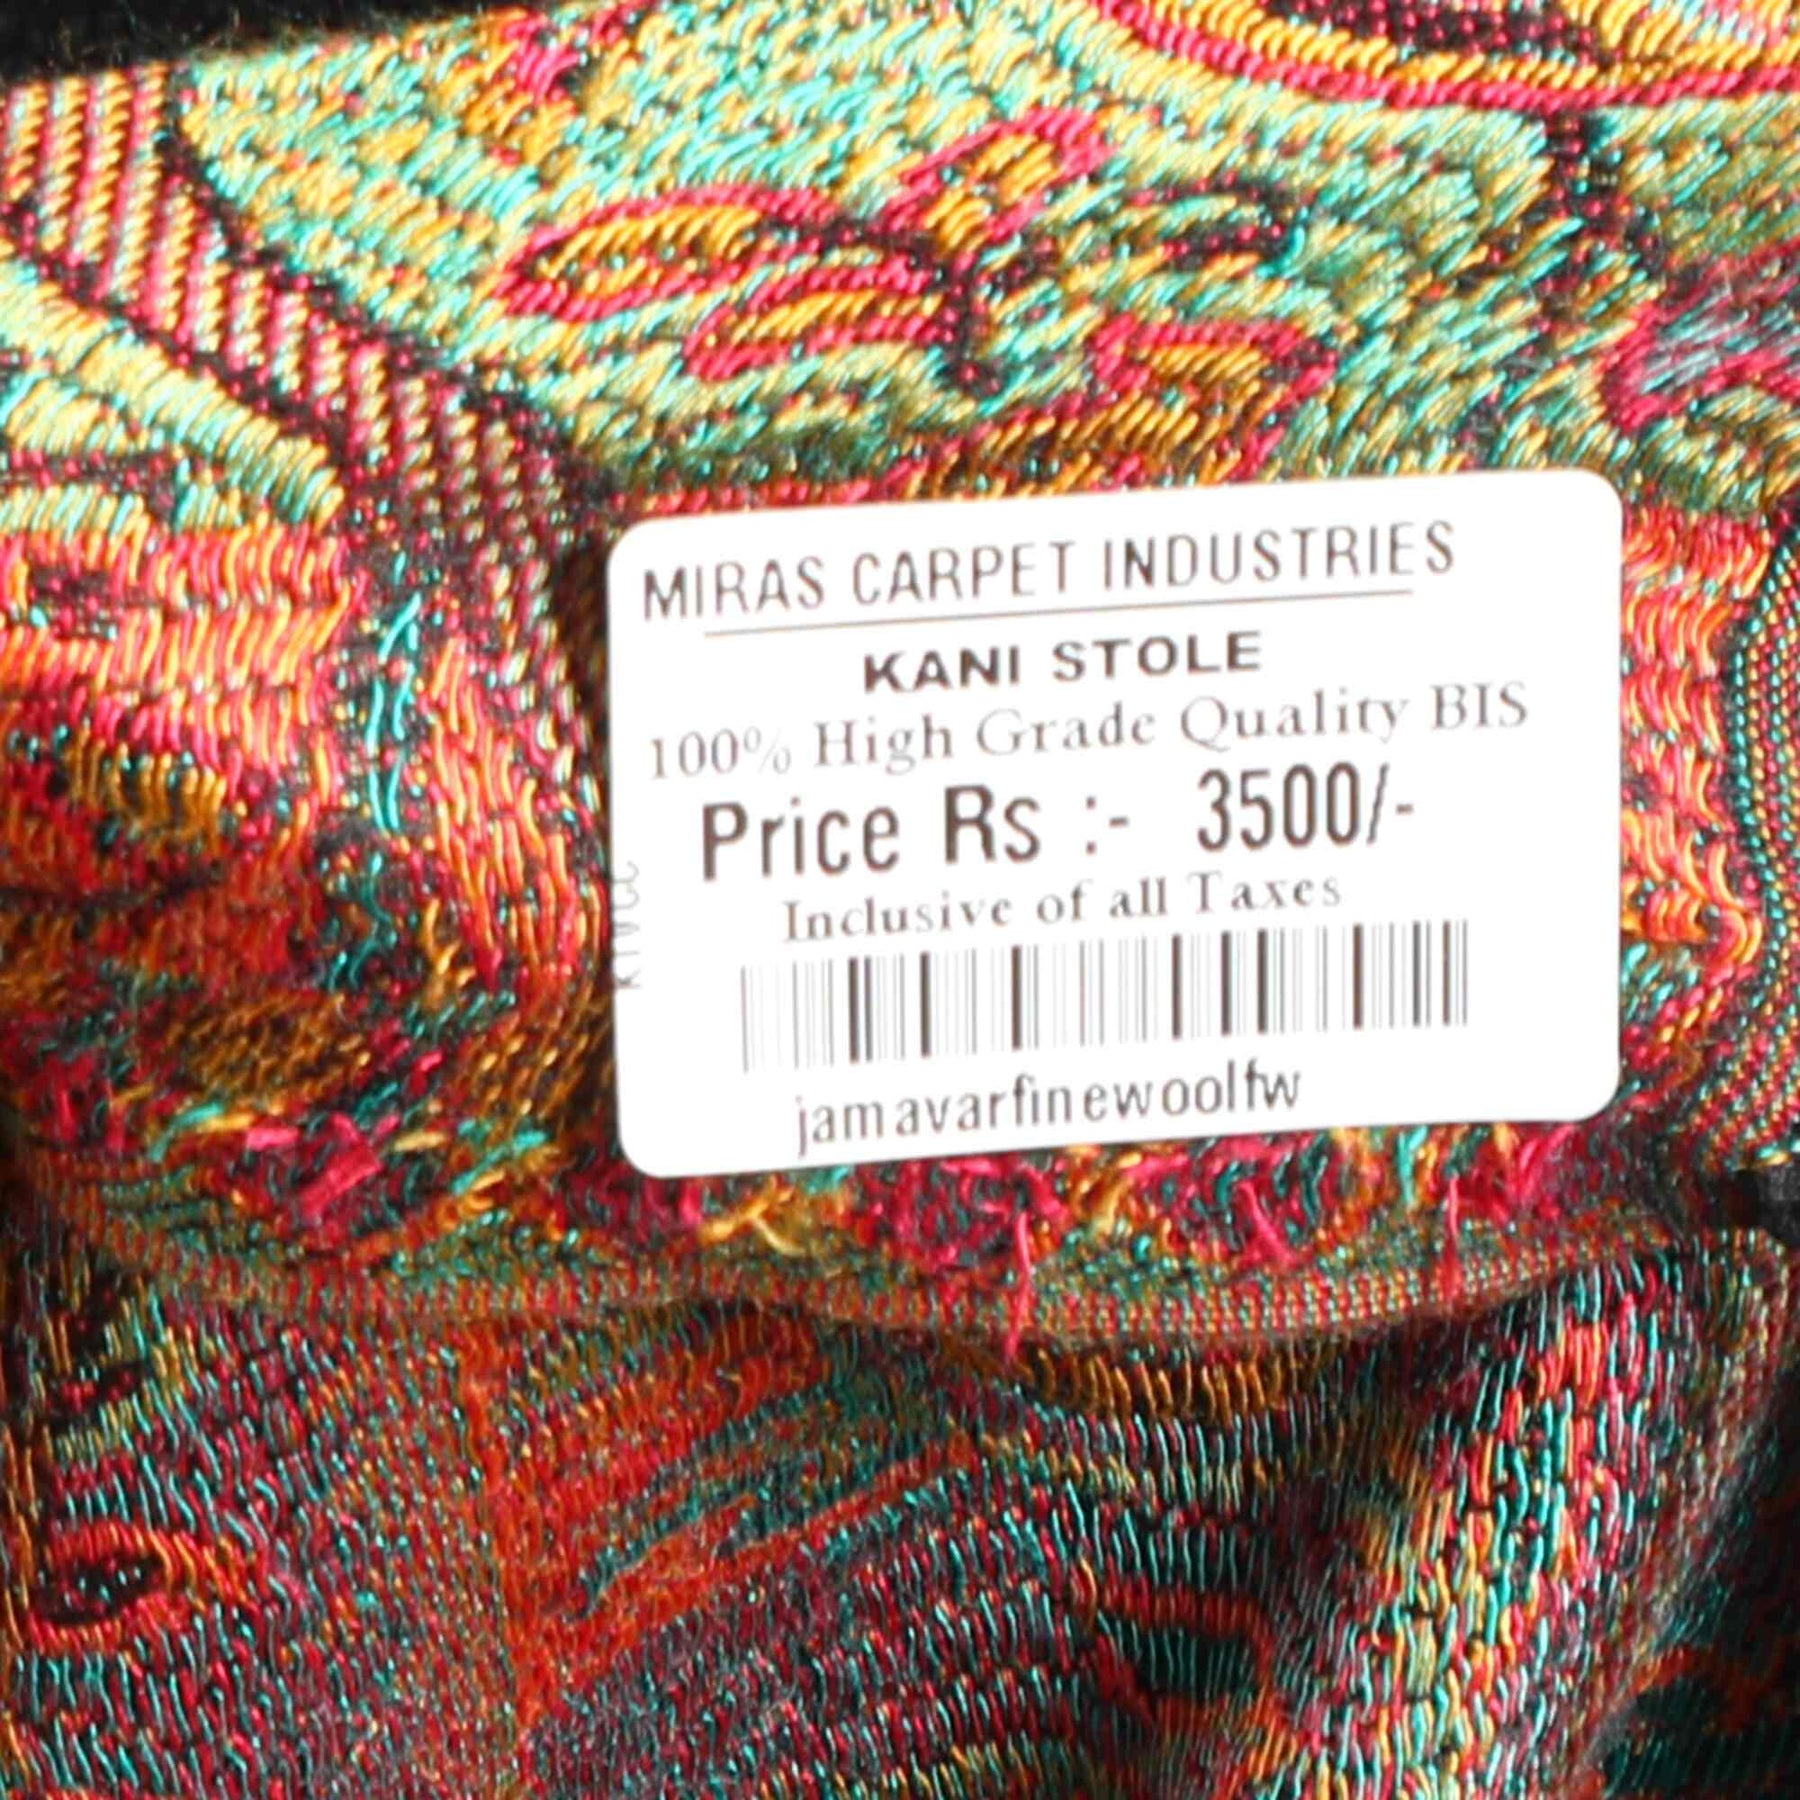 MIRAS CARPET INDUSTRIES
KANI STOLE
100% High Grade Quality BIS
Price Rs :- 3500/-
Inclusive of all Taxes
jamavarfinewoolfw